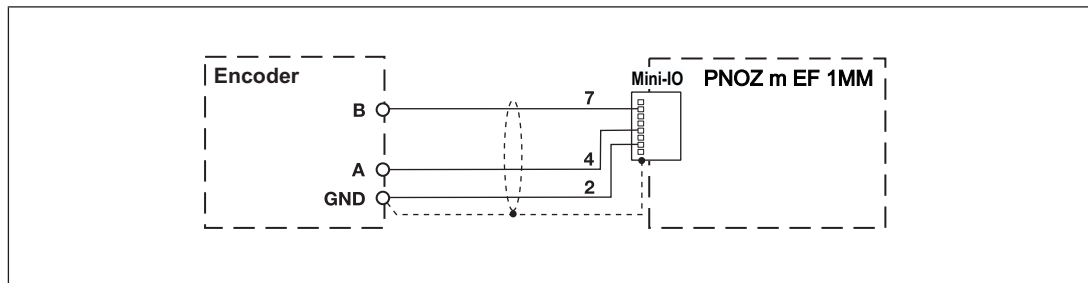 Encoder
Mini-IO
PNOZ m EF 1MM
B
7
A
4
GND
2